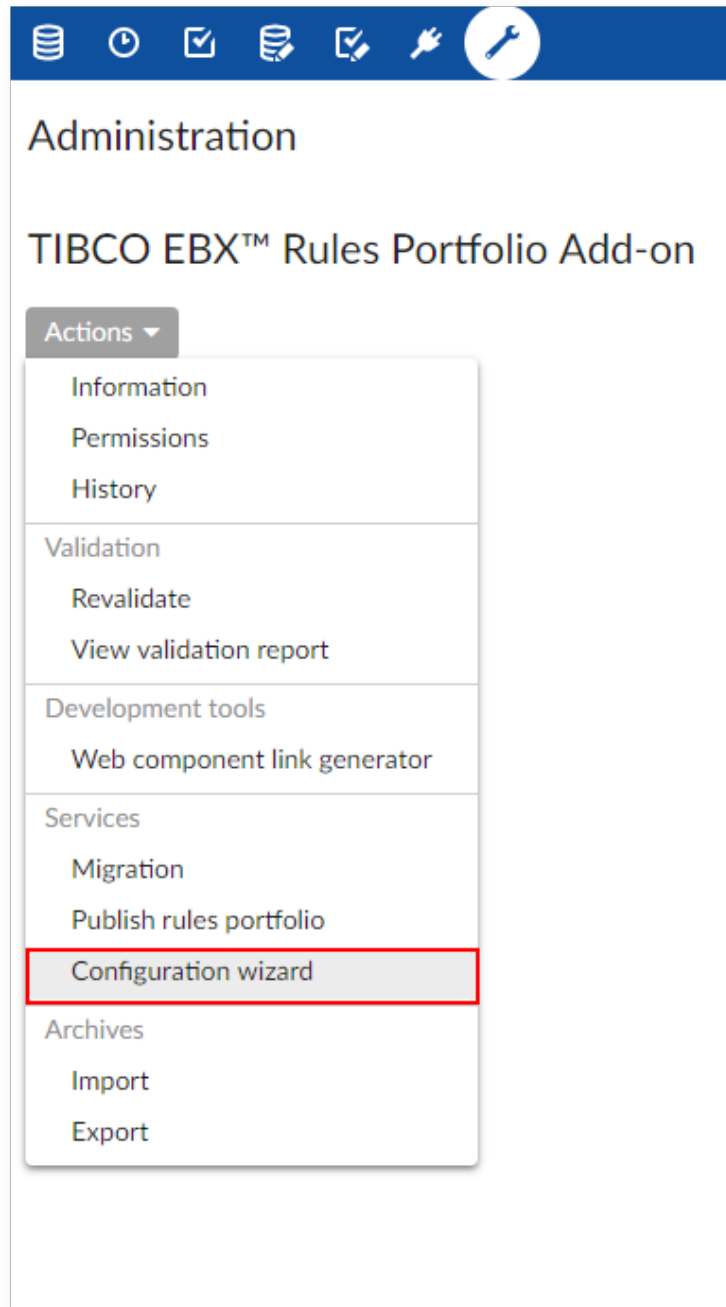 Administration
TIBCO EBX™ Rules Portfolio Add-on
Actions
Information
Permissions
History
Validation
Revalidate
View validation report
Development tools
Web component link generator
Services
Migration
Publish rules portfolio
Configuration wizard
Archives
Import
Export